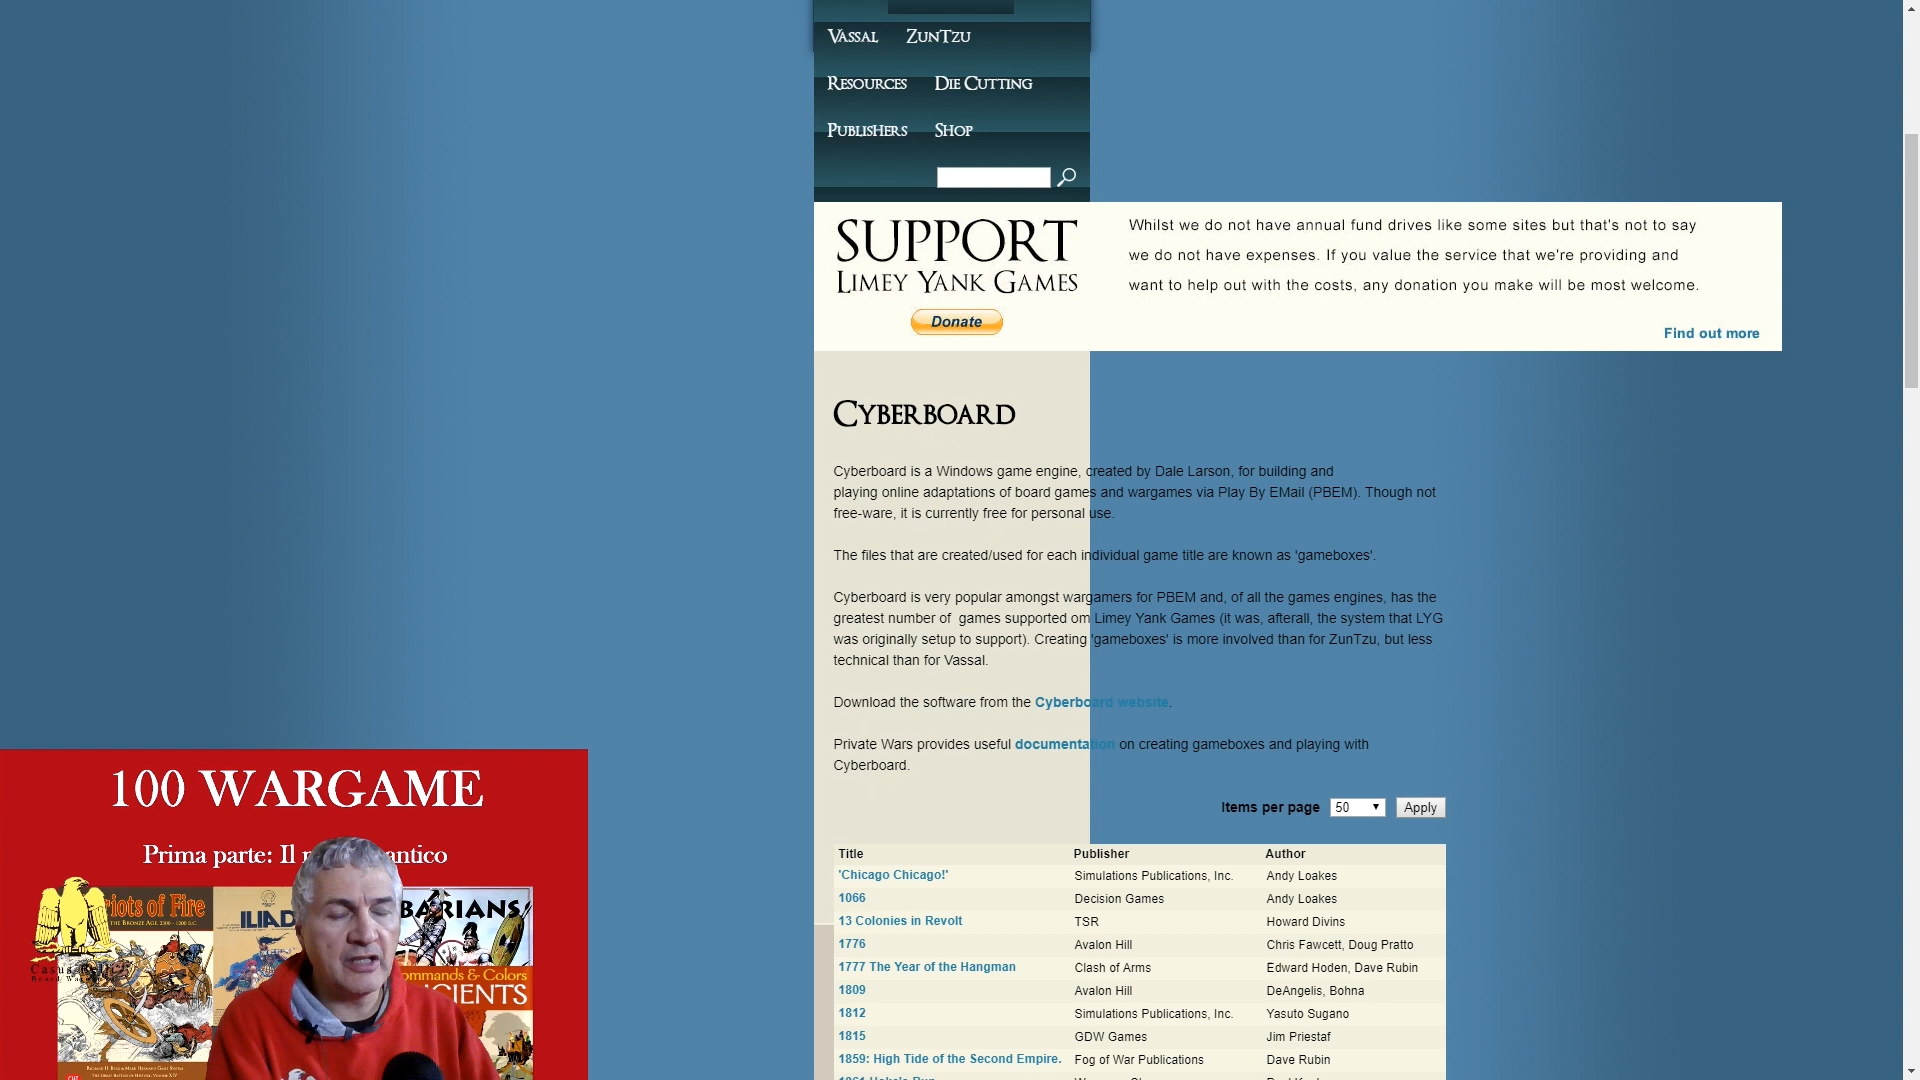 Vassal ZunTzu
Resources Die Cutting
Publishers Shop
SUPPORT
Limey Yank Games
Donate
Whilst we do not have annual fund drives like some sites but that's not to say
we do not have expenses. If you value the service that we're providing and
want to help out with the costs, any donation you make will be most welcome.
Find out more
Cyberboard
Cyberboard is a Windows game engine, created by Dale Larson, for building and
playing online adaptations of board games and wargames via Play By EMail (PBEM). Though not
free-ware, it is currently free for personal use.
The files that are created/used for each individual game title are known as 'gameboxes'.
Cyberboard is very popular amongst wargamers for PBEM and, of all the games engines, has the
greatest number of  games supported om Limey Yank Games (it was, afterall, the system that LYG
was originally setup to support). Creating 'gameboxes' is more involved than for ZunTzu, but less
technical than for Vassal.
Download the software from the Cyberboard website.
Private Wars provides useful documentation on creating gameboxes and playing with
Cyberboard.
Items per page 50 Apply
Title Publisher Author
'Chicago Chicago!' Simulations Publications, Inc. Andy Loakes
1066 Decision Games Andy Loakes
13 Colonies in Revolt TSR Howard Divins
1776 Avalon Hill Chris Fawcett, Doug Pratto
1777 The Year of the Hangman Clash of Arms Edward Hoden, Dave Rubin
1809 Avalon Hill DeAngelis, Bohna
1812 Simulations Publications, Inc. Yasuto Sugano
1815 GDW Games Jim Priestaf
1859: High Tide of the Second Empire. Fog of War Publications Dave Rubin
100 WARGAME
Prima parte: Il antico
of Fire
THE BRONZE AGE
ILIAD
Commands & Colors